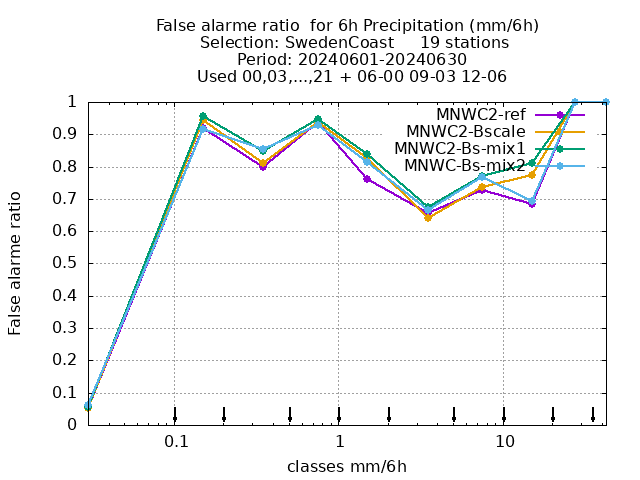 False alarme ratio  for 6h Precipitation (mm/6h)
Selection: SwedenCoast     19 stations
Period: 20240601-20240630
Used 00,03,...,21 + 06-00 09-03 12-06
MNWC2-ref
MNWC2-Bscale
MNWC2-Bs-mix1
MNWC-Bs-mix2
False alarme ratio
1
0.9
0.8
0.7
0.6
0.5
0.4
0.3
0.2
0.1
0
0.1 1 10
classes mm/6h